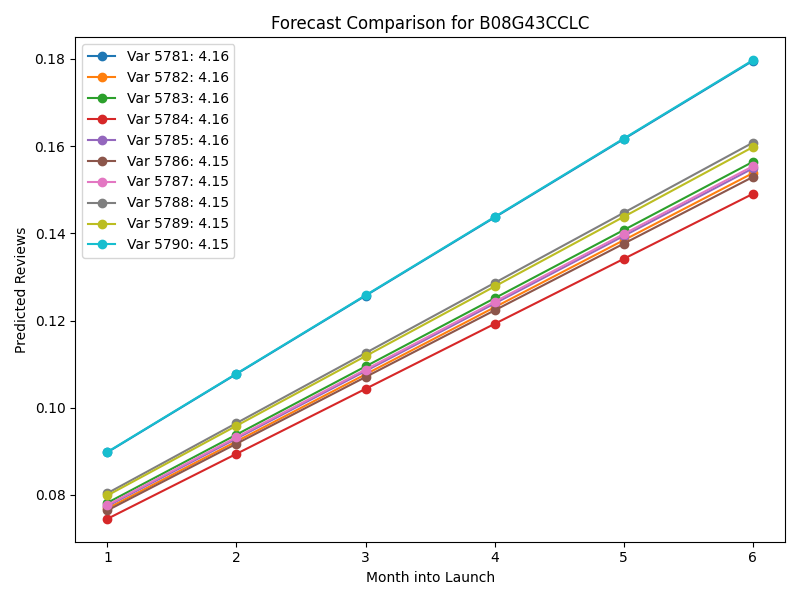 Forecast Comparison for B08G43CCLC
Predicted Reviews
0.18
0.16
0.14
0.12
0.10
0.08
Var 5781: 4.16
Var 5782: 4.16
Var 5783: 4.16
Var 5784: 4.16
Var 5785: 4.16
Var 5786: 4.15
Var 5787: 4.15
Var 5788: 4.15
Var 5789: 4.15
Var 5790: 4.15
1 2 3 4 5 6
Month into Launch